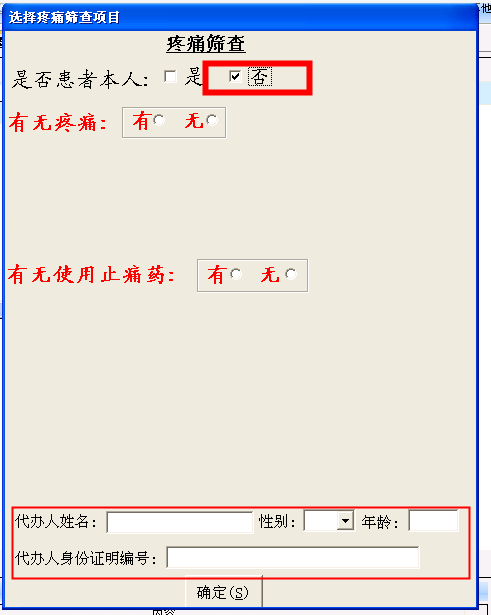 选择疼痛筛查项目
疼痛筛查
是否患者本人: 是 否
有无疼痛: 有 无
有无使用止痛药: 有 无
代办人姓名: 性别: 年龄:
代办人身份证明编号:
确定(S)
内容